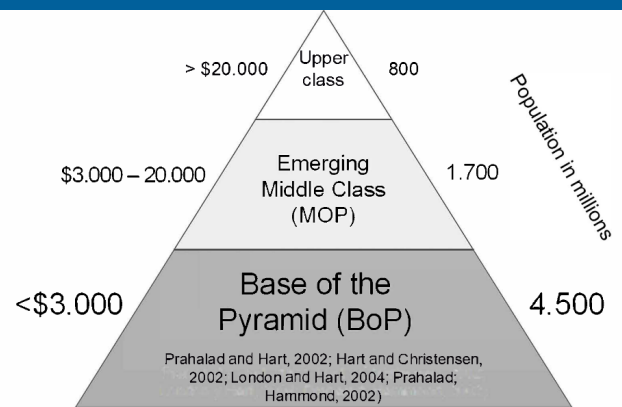 > $20.000
Upper
class
800
$3.000 – 20.000
Emerging
Middle Class
(MOP)
1.700
Population in millions
<$3.000
Base of the
Pyramid (BoP)
4.500
Prahalad and Hart, 2002; Hart and Christensen,
2002; London and Hart, 2004; Prahalad;
Hammond, 2002)